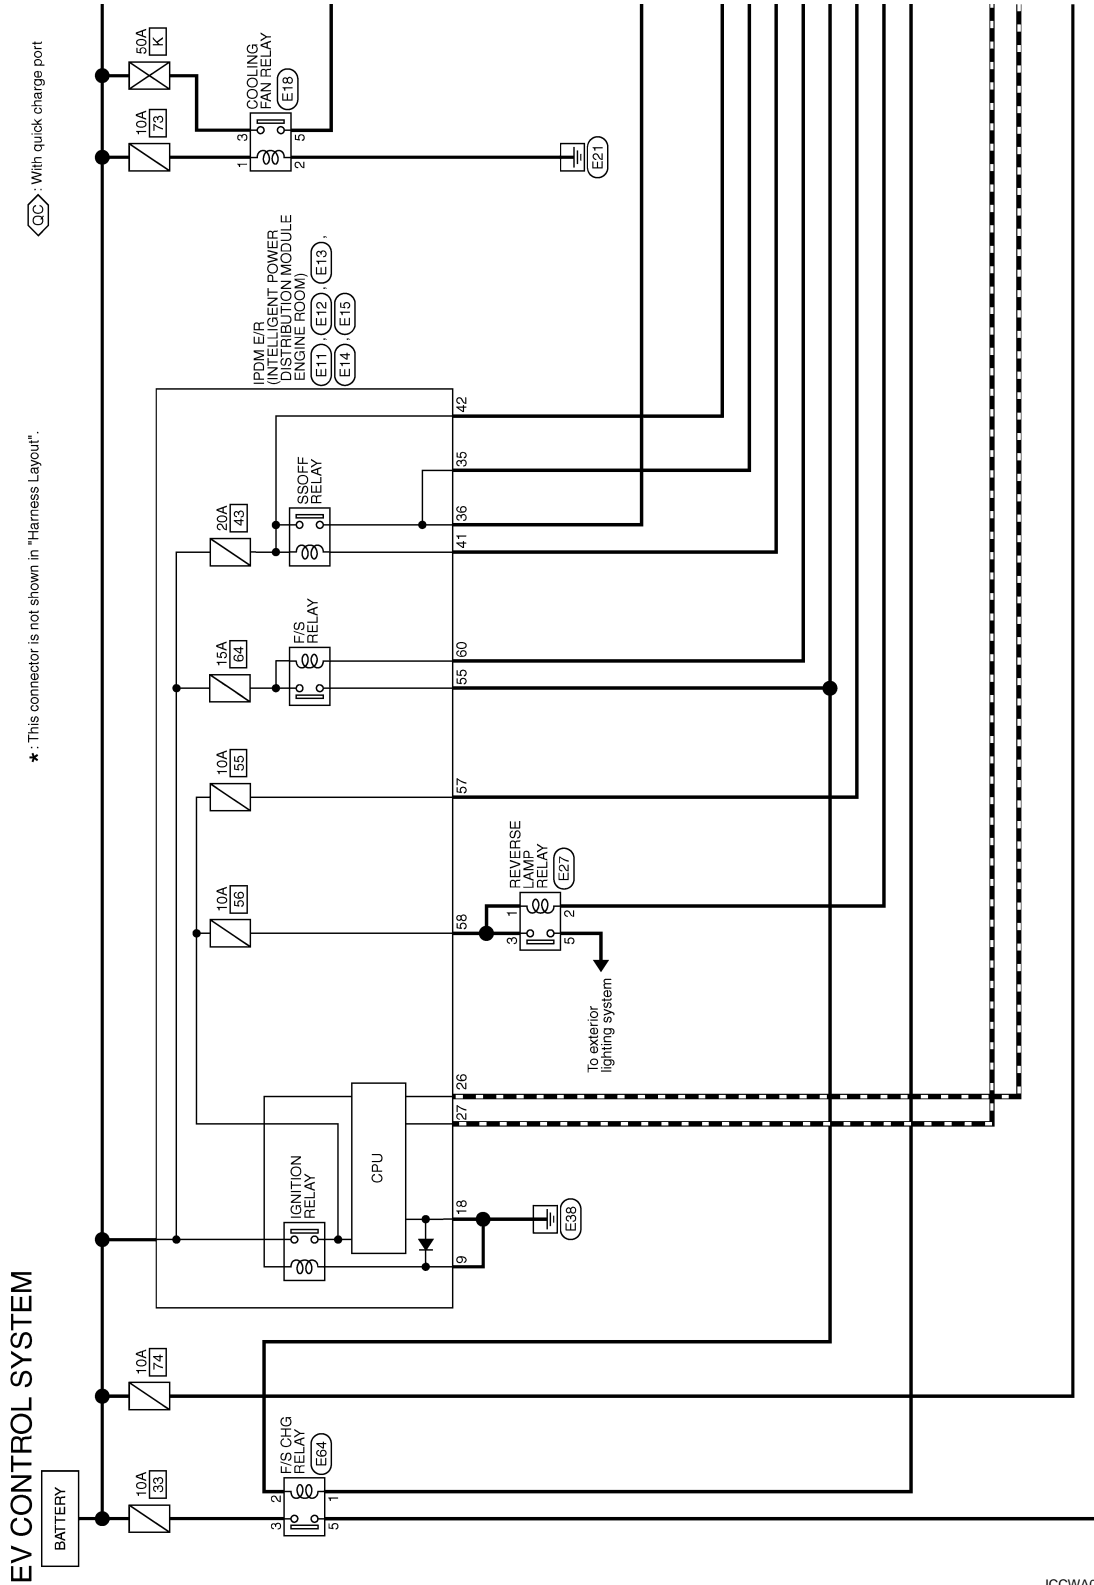 EV CONTROL SYSTEM
BATTERY
10A
33
F/S CHG
RELAY
E64
3
2
5
1
10A
74
*: This connector is not shown in "Harness Layout".
QC : With quick charge port
IGNITION
RELAY
CPU
9
18
E38
27
26
10A
56
58
REVERSE
LAMP
RELAY
E27
3
1
5
2
To exterior
lighting system
10A
55
57
15A
64
F/S
RELAY
55
60
20A
43
SSOFF
RELAY
41
36
35
42
IPDM E/R
(INTELLIGENT POWER
DISTRIBUTION MODULE
ENGINE ROOM)
E11 , E12 , E13 ,
E14 , E15
10A
73
50A
K
COOLING
FAN RELAY
E18
1
3
2
5
E21